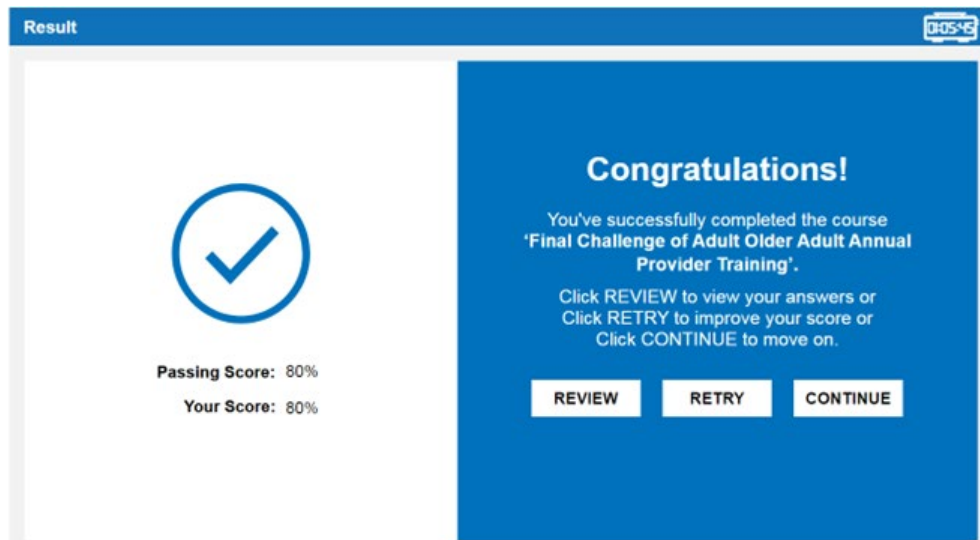 Result
01:05:45
Congratulations!
You've successfully completed the course
‘Final Challenge of Adult Older Adult Annual
Provider Training’.
Click REVIEW to view your answers or
Click RETRY to improve your score or
Click CONTINUE to move on.
Passing Score: 80%
Your Score: 80%
REVIEW RETRY CONTINUE